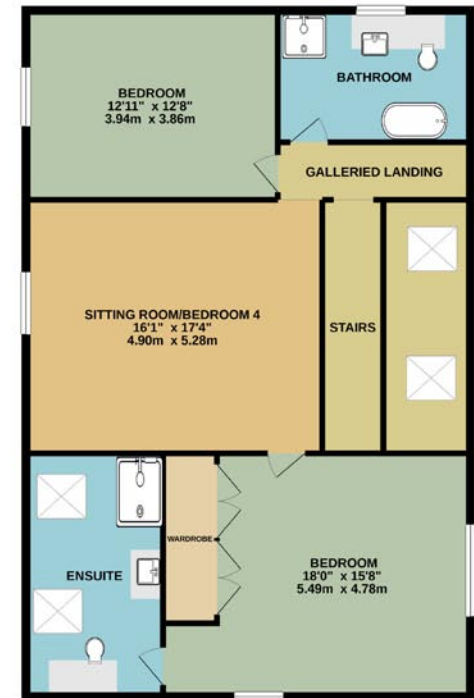 BEDROOM
12'11" x 12'8"
3.94m x 3.86m
BATHROOM
GALLERIED LANDING
SITTING ROOM/BEDROOM 4
16'1" x 17'4"
4.90m x 5.28m
STAIRS
WARDROBE
ENSUITE
BEDROOM
18'0" x 15'8"
5.49m x 4.78m